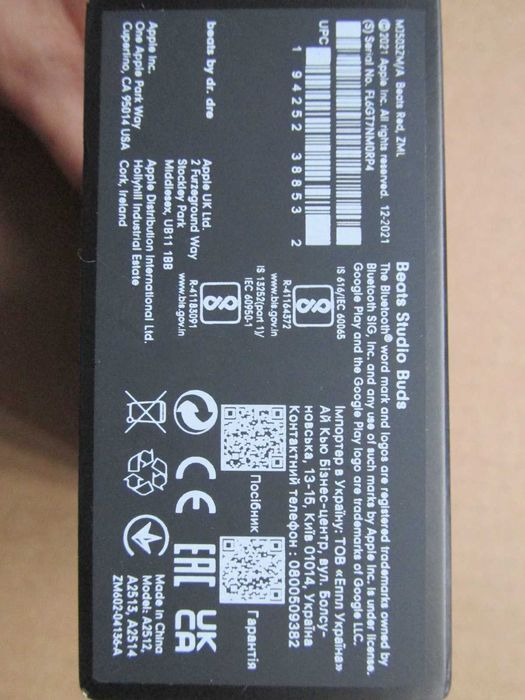 MJ503ZM/A Beats Red, ZML
©2021 Apple Inc. All rights reserved. 12-2021
(S) Serial No. FL6GT7NM0RP4
UPC
1 94252 38853 2
beats by dr. dre
Apple Inc.
One Apple Park Way
Cupertino, CA 95014 USA
Apple UK Ltd.
2 Furzeground Way
Stockley Park
Middlesex, UB11 1BB
Apple Distribution International Ltd.
Hollyhill Industrial Estate
Cork, Ireland
Beats Studio Buds
The Bluetooth® word mark and logos are registered trademarks owned by
Bluetooth SIG, Inc. and any use of such marks by Apple Inc. is under license.
Google Play and the Google Play logo are trademarks of Google LLC.
IS 616/IEC 60065
R-41164372
www.bis.gov.in
IS 13252(part 1)/
IEC 60950-1
R-41183091
www.bis.gov.in
Імпортер в Україну: ТОВ «Еппл Україна»
Ай Кью Бізнес-центр, вул. Болсу-
новська, 13-15, Київ 01014, Україна
Контактний телефон : 0800509382
Посібник
Гарантія
CE
EAC
UK
CA
Made in China
Model: A2512,
A2513, A2514
ZM602-04136-A